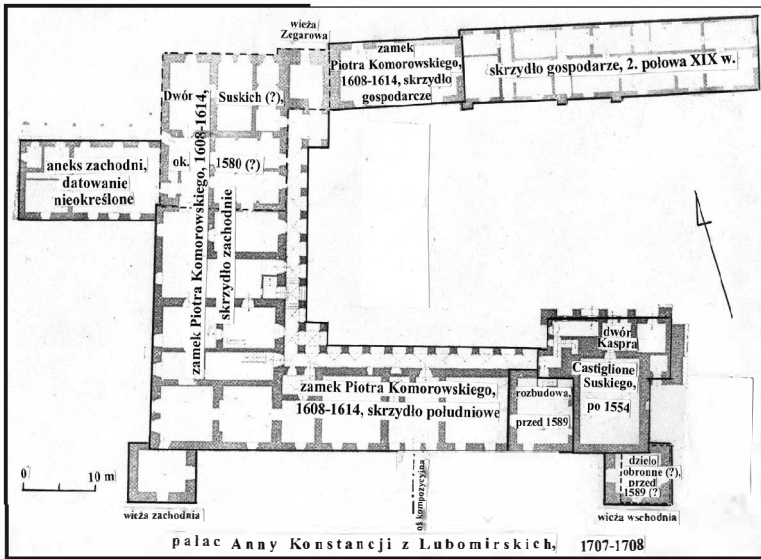 wieża
Zegarowa
zamek
Piotra Komorowskiego,
1608-1614, skrzydło
gospodarcze
skrzydło gospodarze, 2. połowa XIX w.
Dwór Suskich (?),
ok. 1580 (?)
aneks zachodni,
datowanie
nieokreślone
zamek Piotra Komorowskiego, 1608-1614,
skrzydło zachodnie
zamek Piotra Komorowskiego,
1608-1614, skrzydło południowe
dwór
Kaspra
Castiglione
Suskiego,
po 1554
rozbudowa,
przed 1589
dzieło
obronne (?),
przed
1589 (?)
0 10 m
wieża zachodnia
oś kompozycyjna
wieża wschodnia
pałac Anny Konstancji z Lubomirskich, 1707-1708